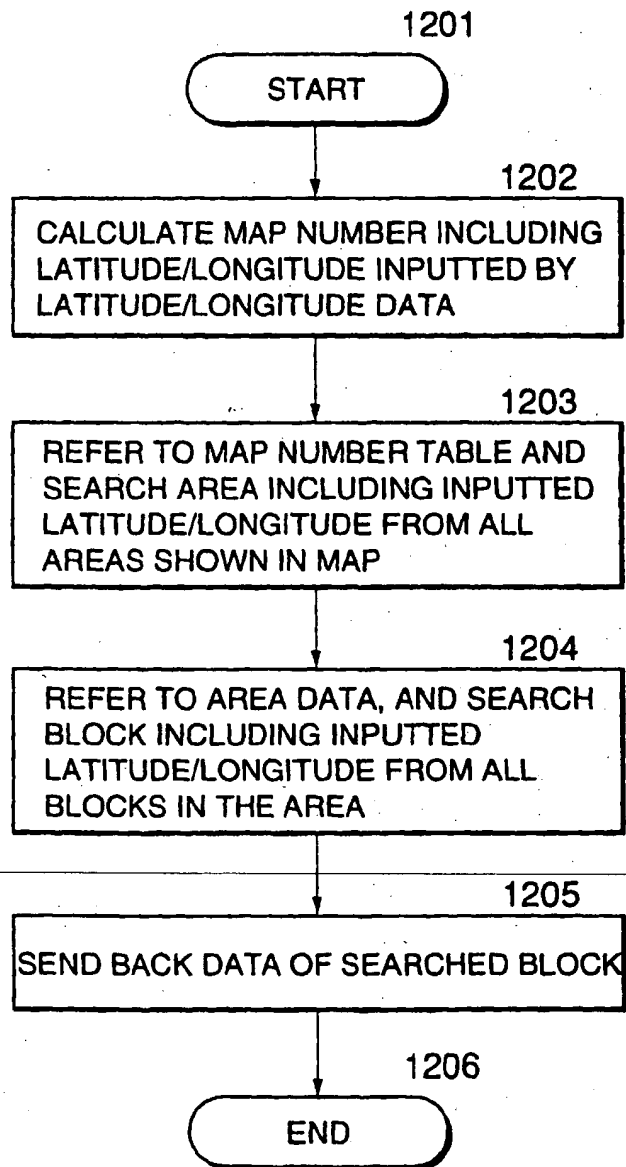 1201
START
1202
CALCULATE MAP NUMBER INCLUDING
LATITUDE/LONGITUDE INPUTTED BY
LATITUDE/LONGITUDE DATA
1203
REFER TO MAP NUMBER TABLE AND
SEARCH AREA INCLUDING INPUTTED
LATITUDE/LONGITUDE FROM ALL
AREAS SHOWN IN MAP
1204
REFER TO AREA DATA, AND SEARCH
BLOCK INCLUDING INPUTTED
LATITUDE/LONGITUDE FROM ALL
BLOCKS IN THE AREA
1205
SEND BACK DATA OF SEARCHED BLOCK
1206
END